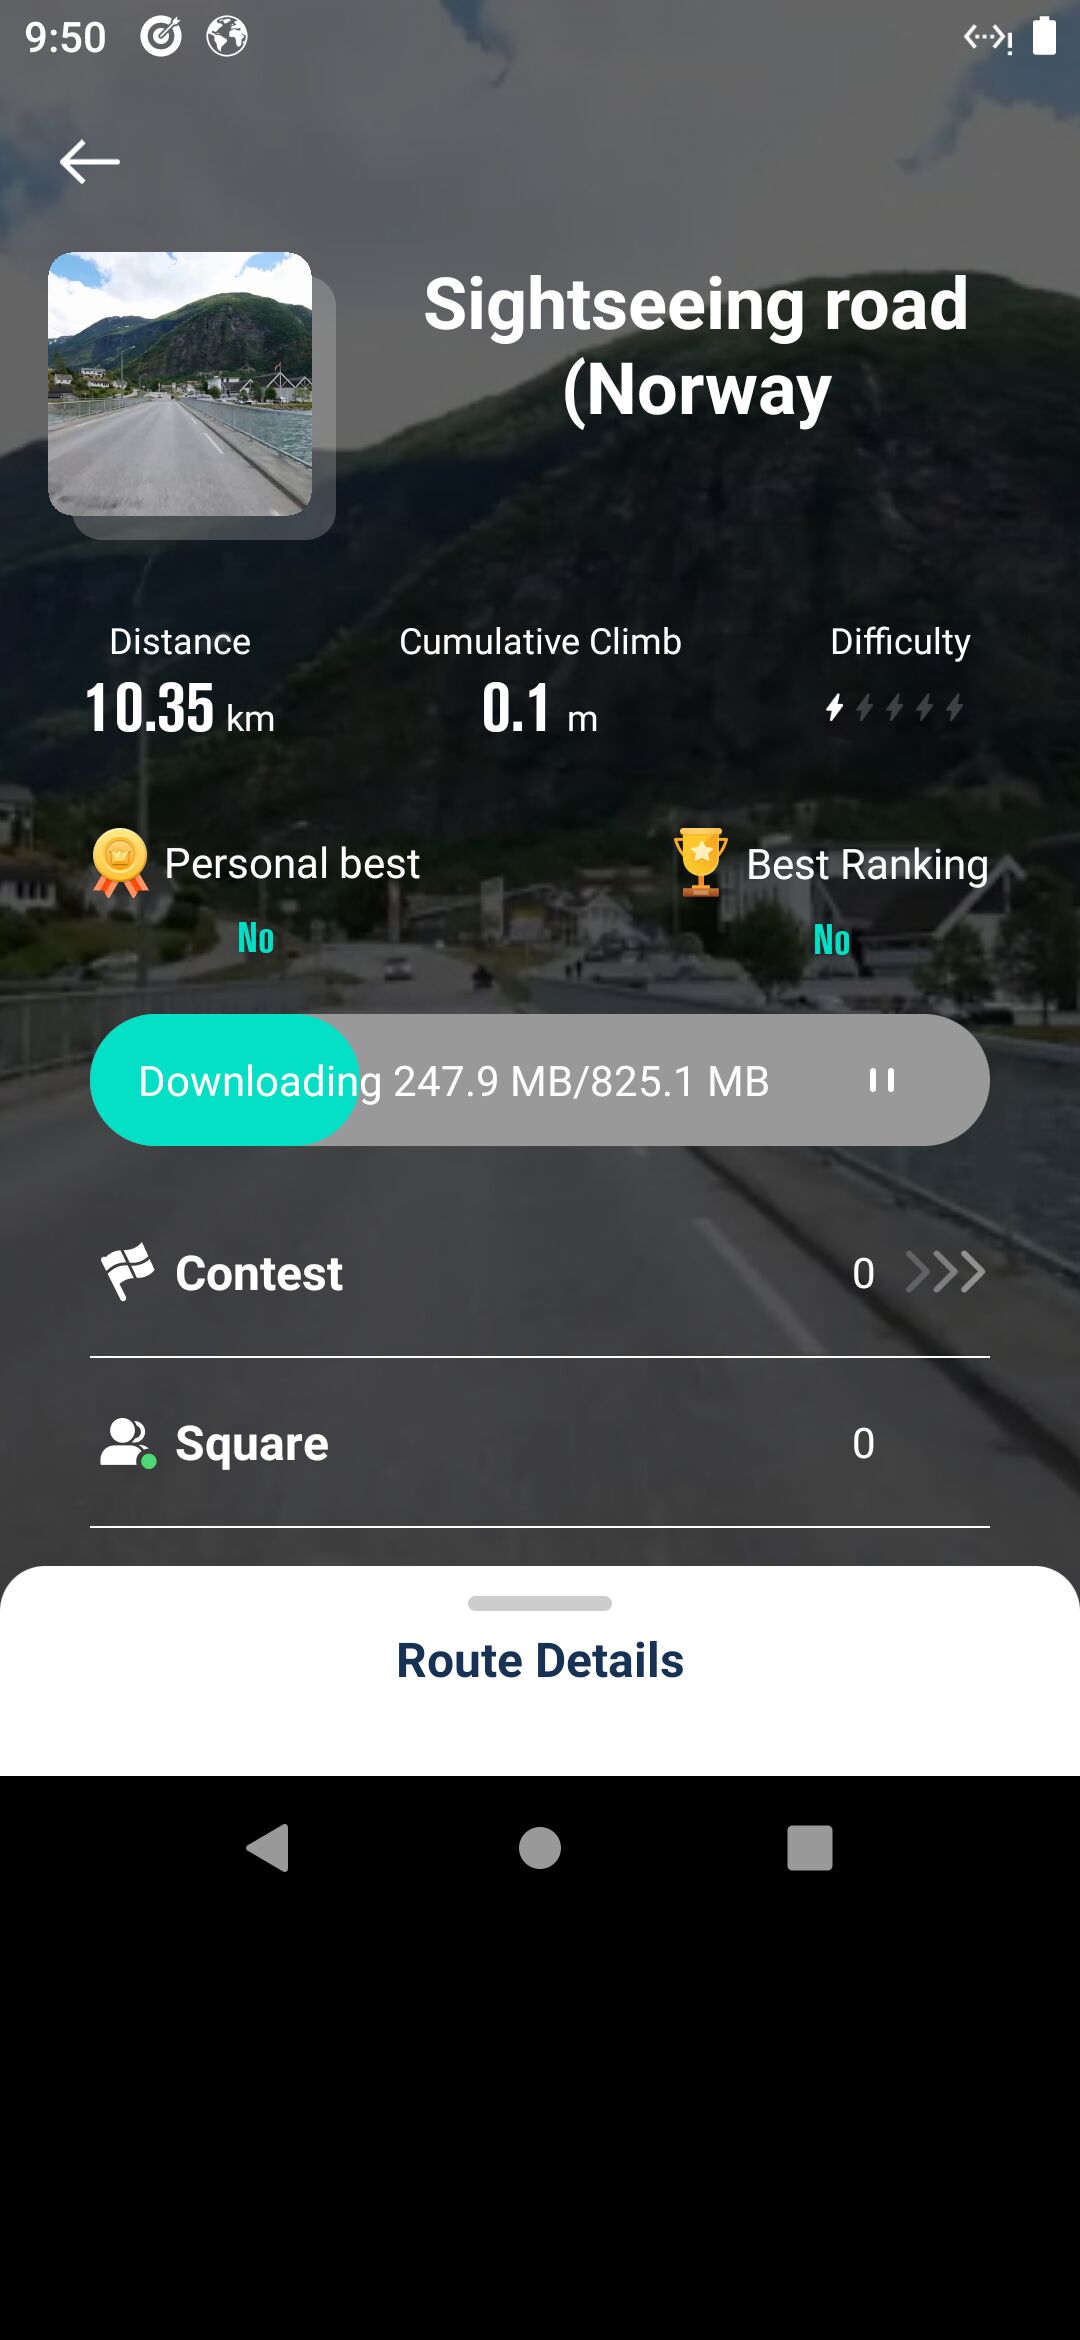 9:50
Sightseeing road
(Norway
Distance
Cumulative Climb
Difficulty
10.35 km
0.1 m
Personal best
Best Ranking
No
No
Downloading 247.9 MB/825.1 MB
Contest
0
Square
0
Route Details